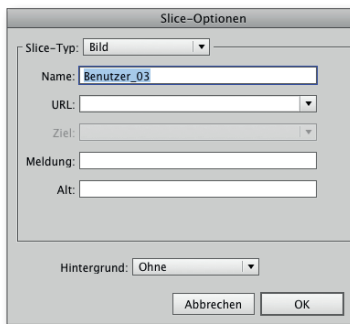 Slice-Optionen
Slice-Typ: Bild
Name: Benutzer_03
URL:
Ziel:
Meldung:
Alt:
Hintergrund: Ohne
Abbrechen OK